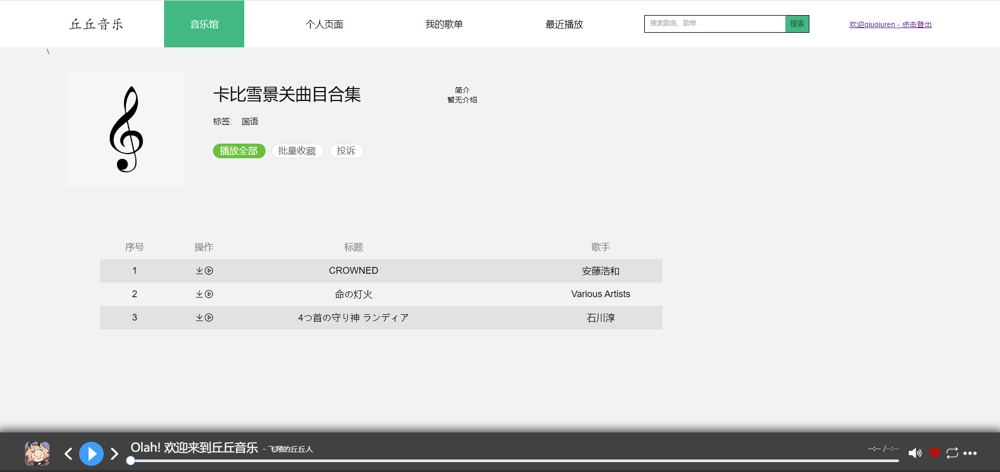 丘丘音乐 音乐馆 个人页面 我的歌单 最近播放 搜索歌曲、歌单 搜索 欢迎qiuqiuren - 点击登出
\
卡比雪景关曲目合集
标签: 国语
播放全部 批量收藏 投诉
简介
暂无介绍
序号 操作 标题 歌手
1 CROWNED 安藤浩和
2 命の灯火 Various Artists
3 4つ首の守り神 ランディア 石川淳
Olah! 欢迎来到丘丘音乐 - 飞翔的丘丘人
--:-- /--:--